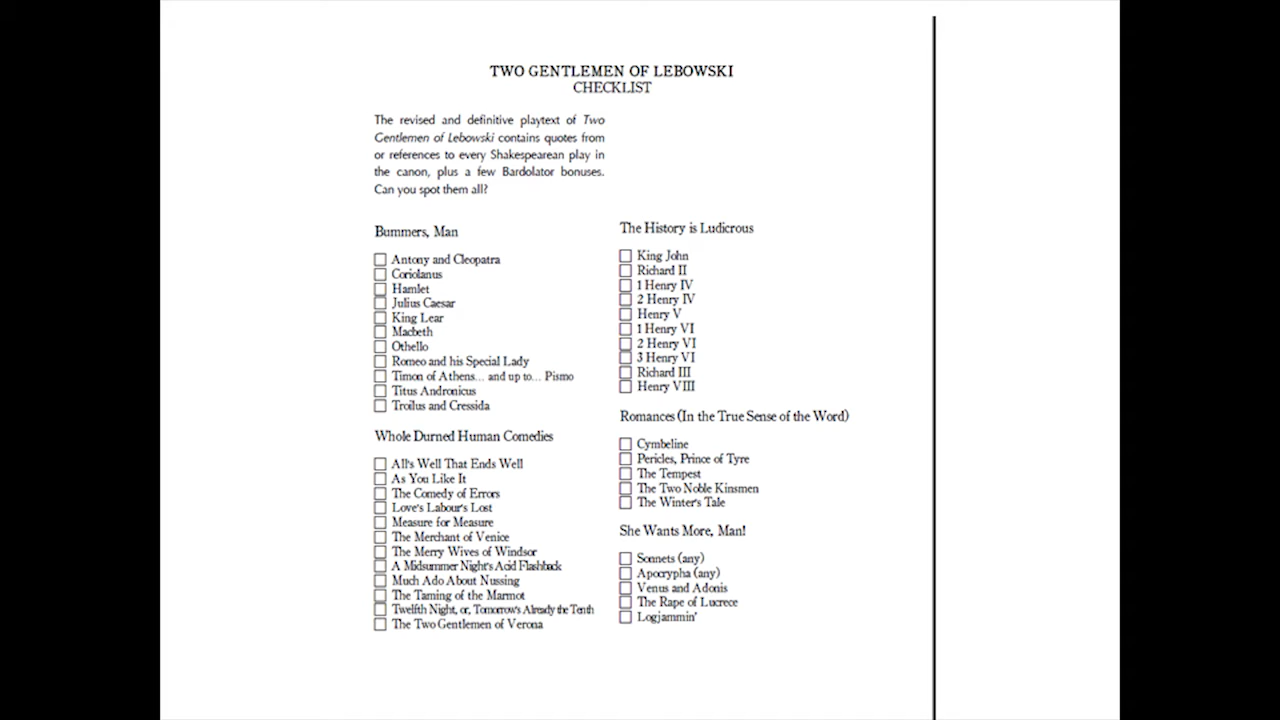 TWO GENTLEMEN OF LEBOWSKI
CHECKLIST
The revised and definitive playtext of Two
Gentlemen of Lebowski contains quotes from
or references to every Shakespearean play in
the canon, plus a few Bardolator bonuses.
Can you spot them all?
Bummers, Man
Antony and Cleopatra
Coriolanus
Hamlet
Julius Caesar
King Lear
Macbeth
Othello
Romeo and his Special Lady
Timon of Athens... and up to... Pismo
Titus Andronicus
Troilus and Cressida
Whole Durned Human Comedies
All's Well That Ends Well
As You Like It
The Comedy of Errors
Love's Labour's Lost
Measure for Measure
The Merchant of Venice
The Merry Wives of Windsor
A Midsummer Night's Acid Flashback
Much Ado About Nussing
The Taming of the Marmot
Twelfth Night, or, Tomorrow's Already the Tenth
The Two Gentlemen of Verona
The History is Ludicrous
King John
Richard II
1 Henry IV
2 Henry IV
Henry V
1 Henry VI
2 Henry VI
3 Henry VI
Richard III
Henry VIII
Romances (In the True Sense of the Word)
Cymbeline
Pericles, Prince of Tyre
The Tempest
The Two Noble Kinsmen
The Winter's Tale
She Wants More, Man!
Sonnets (any)
Apocrypha (any)
Venus and Adonis
The Rape of Lucrece
Logjammin'